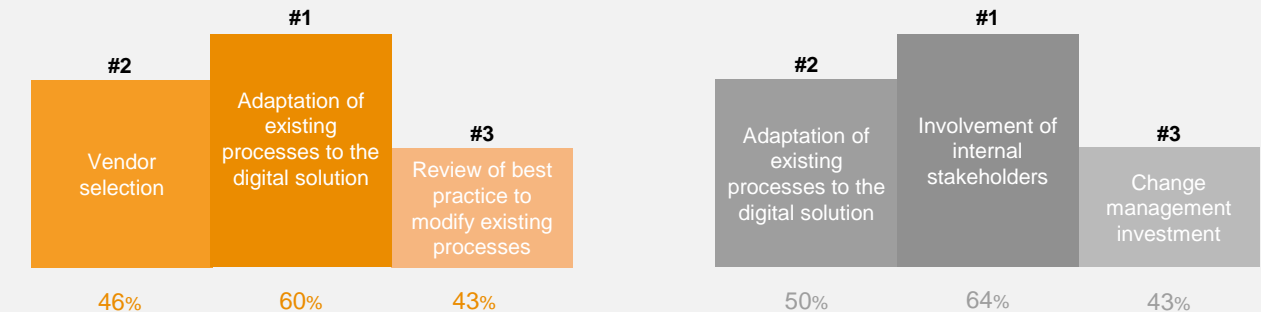 #1
#2
Adaptation of
existing
processes to the
digital solution
Vendor
selection
#3
Review of best
practice to
modify existing
processes
46%
60%
43%
#1
#2
Involvement of
internal
stakeholders
Adaptation of
existing
processes to the
digital solution
#3
Change
management
investment
50%
64%
43%